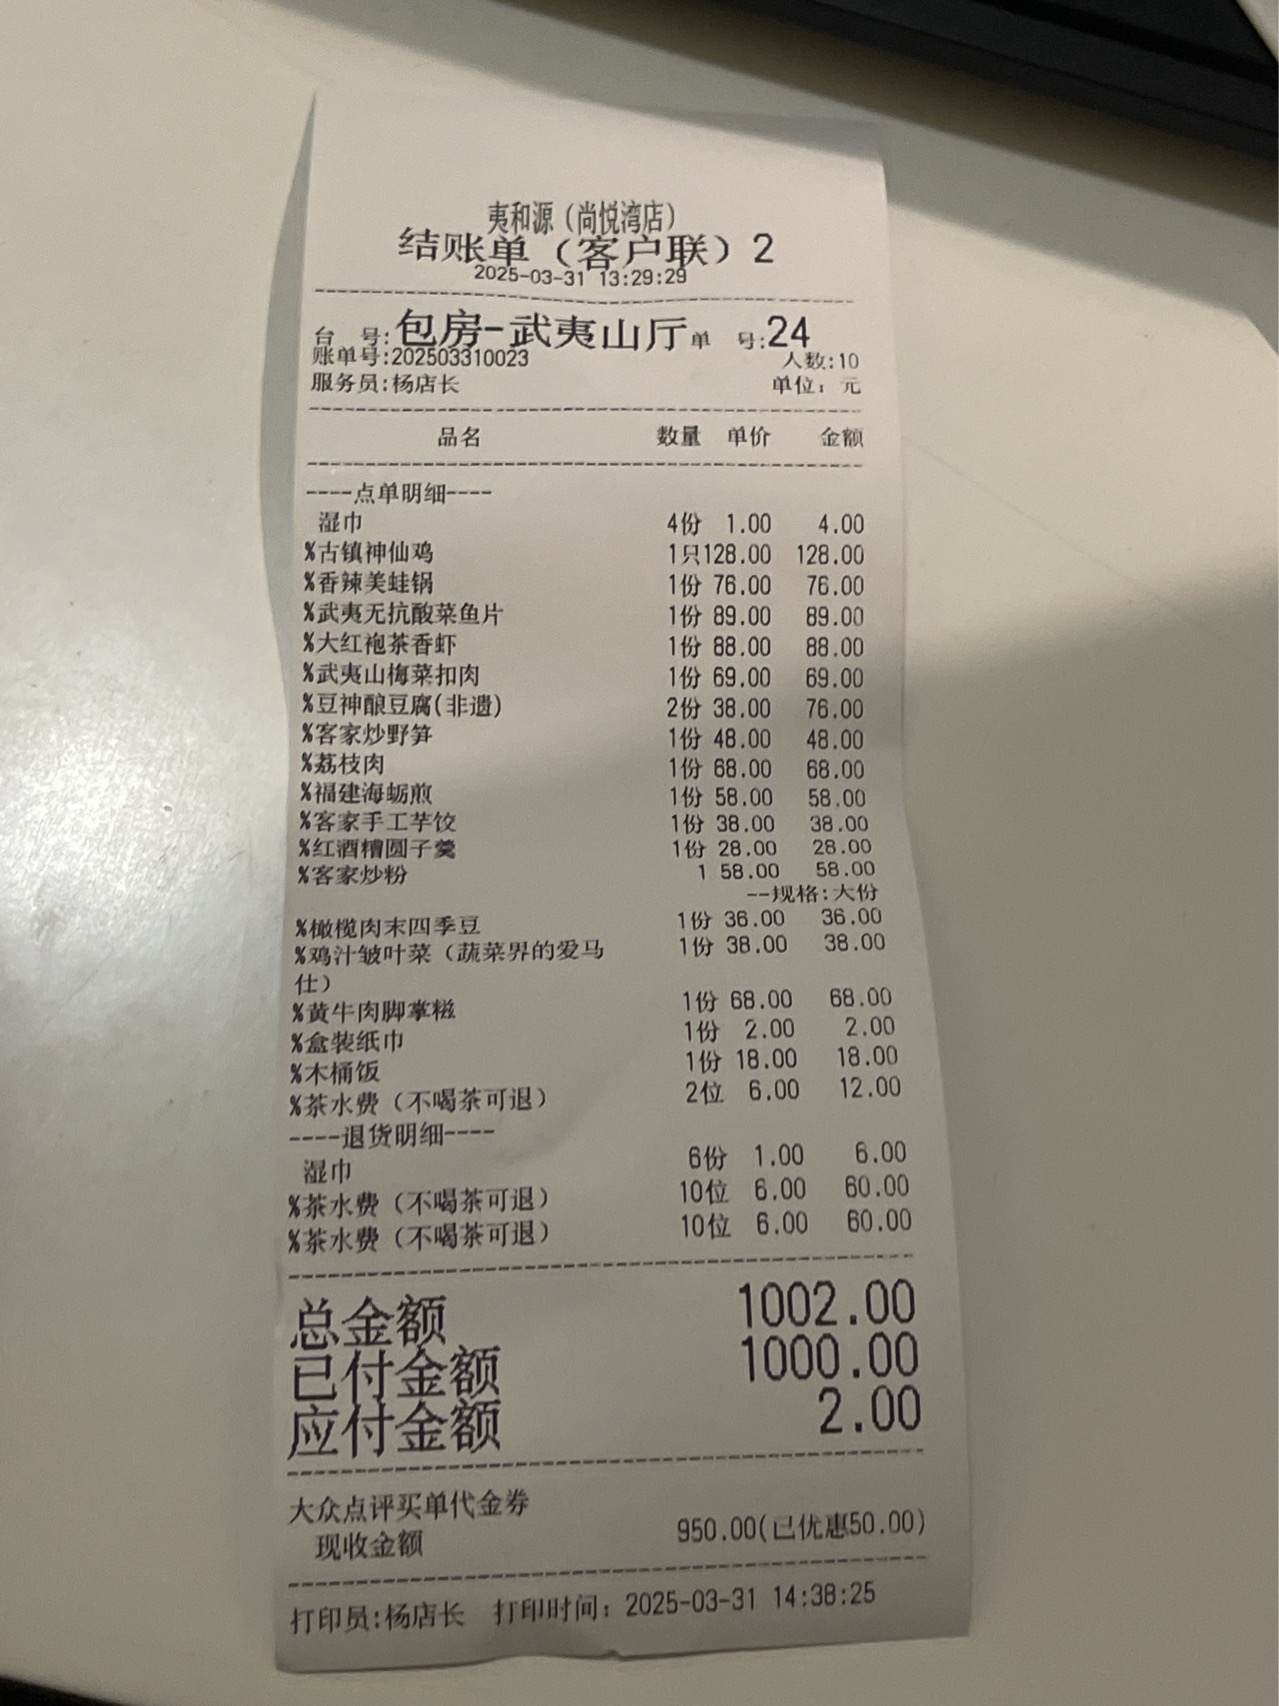 夷和源（尚悦湾店）
结账单（客户联）2
2025-03-31 13:29:29
台 号:包房-武夷山厅单 号:24
账单号:202503310023 人数:10
服务员:杨店长 单位：元
品名 数量 单价 金额
----点单明细----
湿巾 4份 1.00 4.00
%古镇神仙鸡 1只128.00 128.00
%香辣美蛙锅 1份 76.00 76.00
%武夷无抗酸菜鱼片 1份 89.00 89.00
%大红袍茶香虾 1份 88.00 88.00
%武夷山梅菜扣肉 1份 69.00 69.00
%豆神酿豆腐(非遗) 2份 38.00 76.00
%客家炒野笋 1份 48.00 48.00
%荔枝肉 1份 68.00 68.00
%福建海蛎煎 1份 58.00 58.00
%客家手工芋饺 1份 38.00 38.00
%红酒糟圆子羹 1份 28.00 28.00
%客家炒粉 1 58.00 58.00
--规格:大份
%橄榄肉末四季豆 1份 36.00 36.00
%鸡汁皱叶菜（蔬菜界的爱马 1份 38.00 38.00
仕）
%黄牛肉脚掌糍 1份 68.00 68.00
%盒装纸巾 1份 2.00 2.00
%木桶饭 1份 18.00 18.00
%茶水费（不喝茶可退） 2位 6.00 12.00
----退货明细----
湿巾 6份 1.00 6.00
%茶水费（不喝茶可退） 10位 6.00 60.00
%茶水费（不喝茶可退） 10位 6.00 60.00
总金额 1002.00
已付金额 1000.00
应付金额 2.00
大众点评买单代金券
现收金额 950.00(已优惠50.00)
打印员:杨店长 打印时间：2025-03-31 14:38:25